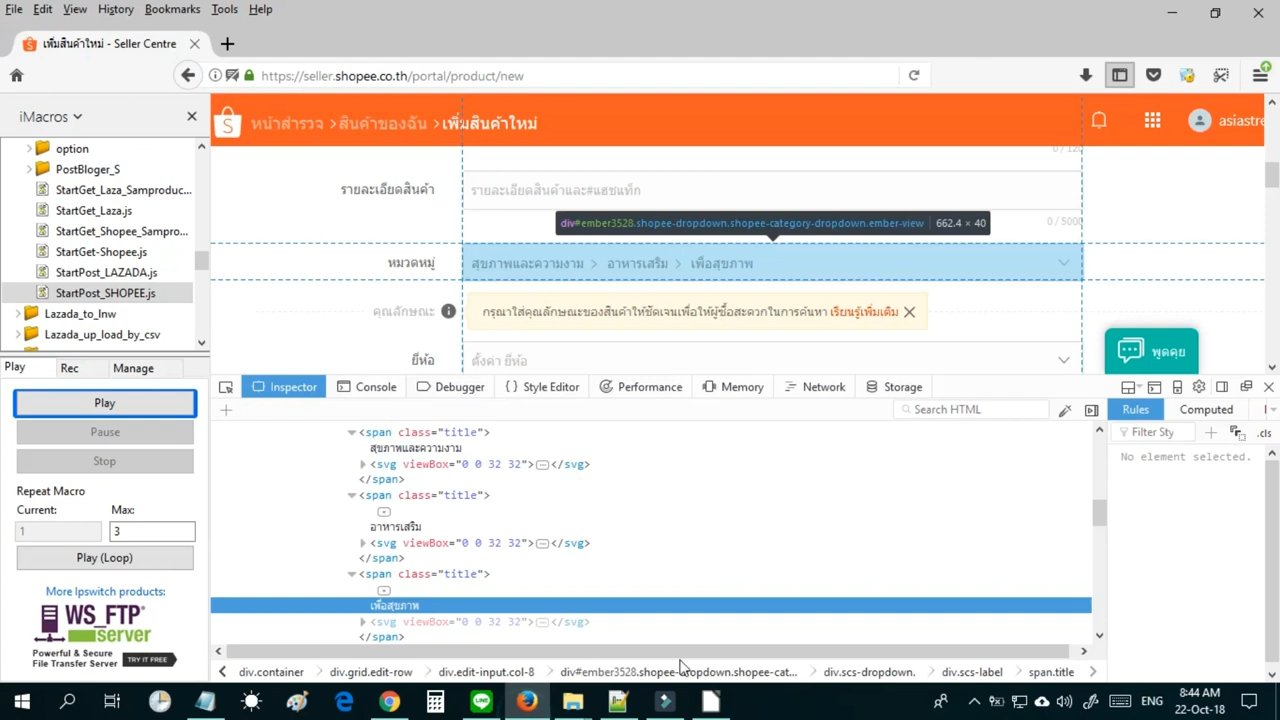 File Edit View History Bookmarks Tools Help
เพิ่มสินค้าใหม่ - Seller Centre
https://seller.shopee.co.th/portal/product/new
iMacros
option
PostBloger_S
StartGet_Laza_Samproduc...
StartGet_Laza.js
StartGet_Shopee_Sampro...
StartGet-Shopee.js
StartPost_LAZADA.js
StartPost_SHOPEE.js
Lazada_to_lnw
Lazada_up_load_by_csv
Play Rec Manage
Play
Pause
Stop
Repeat Macro
Current: Max:
1 3
Play (Loop)
More Ipswitch products:
WS_FTP®
server
Powerful & Secure
File Transfer Server
TRY IT FREE
หน้าสำรวจ > สินค้าของฉัน > เพิ่มสินค้าใหม่
asiastre
0 / 120
รายละเอียดสินค้า
รายละเอียดสินค้าและ#แฮชแท็ก
div#ember3528.shopee-dropdown.shopee-category-dropdown.ember-view 662.4 × 40
0 / 5000
หมวดหมู่
สุขภาพและความงาม > อาหารเสริม > เพื่อสุขภาพ
คุณลักษณะ
กรุณาใส่คุณลักษณะของสินค้าให้ชัดเจนเพื่อให้ผู้ซื้อสะดวกในการค้นหา เรียนรู้เพิ่มเติม
ยี่ห้อ
ตั้งค่า ยี่ห้อ
พูดคุย
Inspector Console Debugger Style Editor Performance Memory Network Storage
Search HTML
Rules Computed
Filter Sty
.cls
No element selected.
<span class="title">
สุขภาพและความงาม
<svg viewBox="0 0 32 32"></svg>
</span>
<span class="title">
อาหารเสริม
<svg viewBox="0 0 32 32"></svg>
</span>
<span class="title">
เพื่อสุขภาพ
<svg viewBox="0 0 32 32"></svg>
</span>
div.container div.grid.edit-row div.edit-input.col-8 div#ember3528.shopee-dropdown.shopee-cat... div.scs-dropdown. div.scs-label span.title
ENG
8:44 AM
22-Oct-18